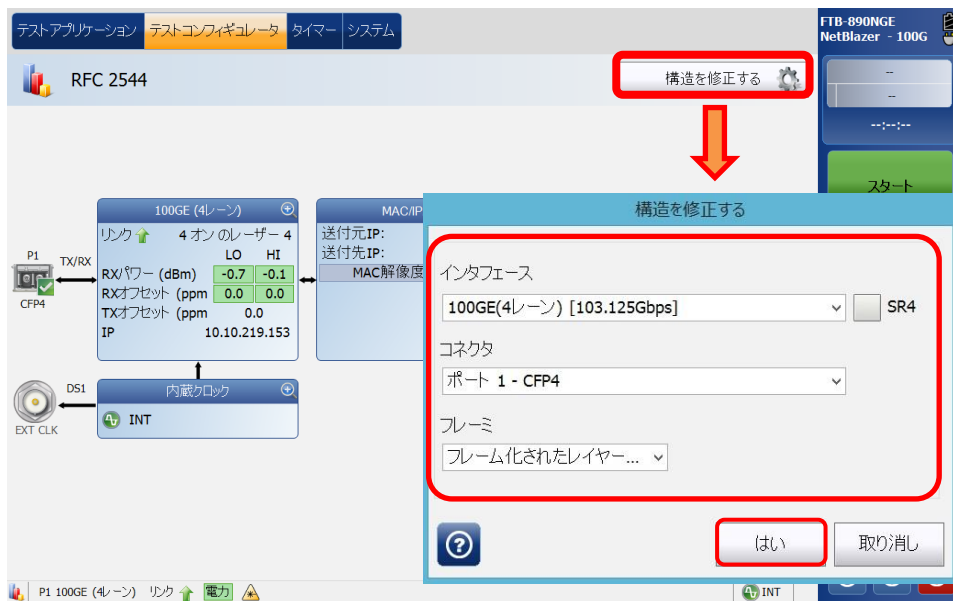 テストアプリケーション テストコンフィギュレータ タイマー システム
FTB-890NGE
NetBlazer - 100G
RFC 2544
構造を修正する
--
--
--:--:--
スタート
100GE (4レーン)
リンク 4 オン のレーザー 4
LO HI
RXパワー (dBm) -0.7 -0.1
RXオフセット (ppm 0.0 0.0
TXオフセット (ppm 0.0
IP 10.10.219.153
P1
TX/RX
CFP4
MAC/IP
送付元IP:
送付先IP:
MAC解像度
DS1
EXT CLK
内蔵クロック
INT
構造を修正する
インタフェース
100GE(4レーン) [103.125Gbps] SR4
コネクタ
ポート 1 - CFP4
フレーミ
フレーム化されたレイヤー...
はい 取り消し
P1 100GE (4レーン) リンク 電力
INT